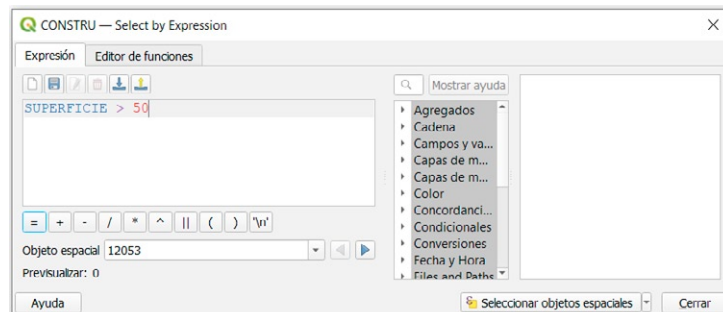 CONSTRU — Select by Expression
Expresión Editor de funciones
Mostrar ayuda
SUPERFICIE > 50
= + - / * ^ || ( ) '\n'
Objeto espacial 12053
Previsualizar: 0
Agregados
Cadena
Campos y va...
Capas de m...
Capas de m...
Color
Concordanci...
Condicionales
Conversiones
Fecha y Hora
Files and Paths
Ayuda
Seleccionar objetos espaciales
Cerrar